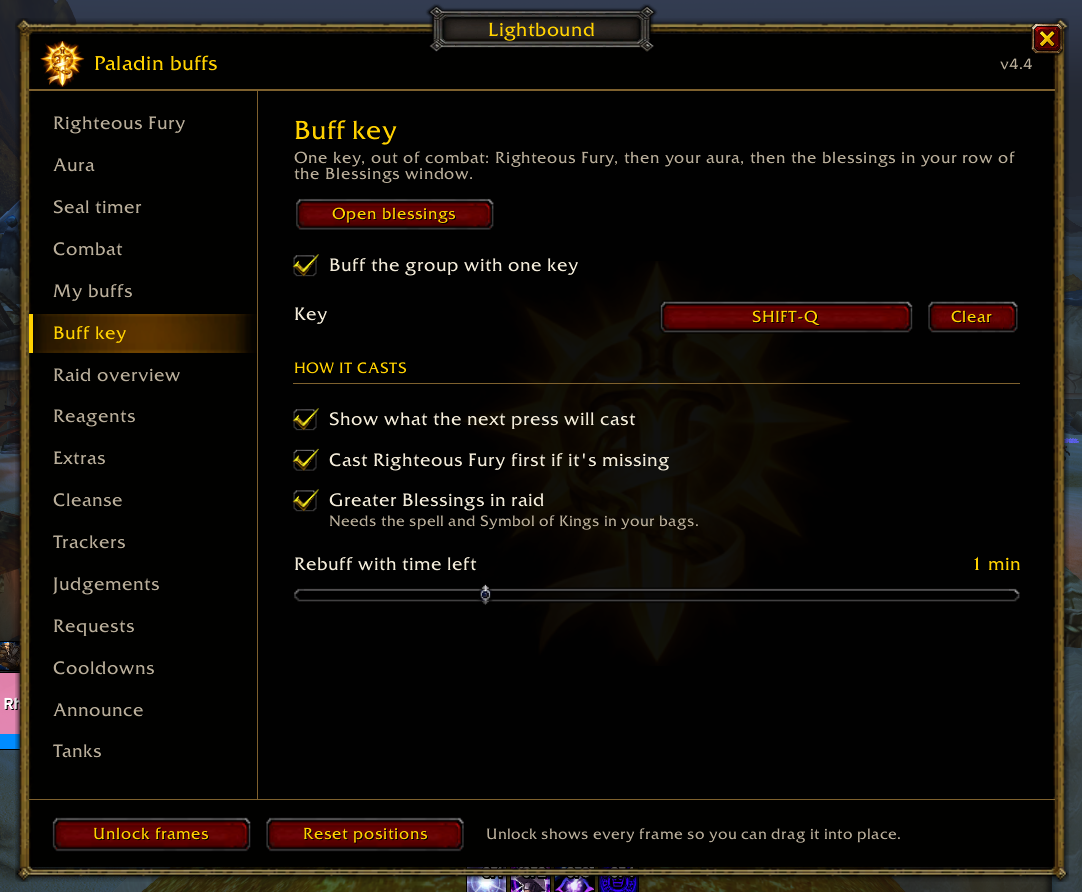 Lightbound
Paladin buffs
v4.4
Righteous Fury
Aura
Seal timer
Combat
My buffs
Buff key
Raid overview
Reagents
Extras
Cleanse
Trackers
Judgements
Requests
Cooldowns
Announce
Tanks
Buff key
One key, out of combat: Righteous Fury, then your aura, then the blessings in your row of
the Blessings window.
Open blessings
Buff the group with one key
Key
SHIFT-Q
Clear
HOW IT CASTS
Show what the next press will cast
Cast Righteous Fury first if it's missing
Greater Blessings in raid
Needs the spell and Symbol of Kings in your bags.
Rebuff with time left
1 min
Unlock frames
Reset positions
Unlock shows every frame so you can drag it into place.